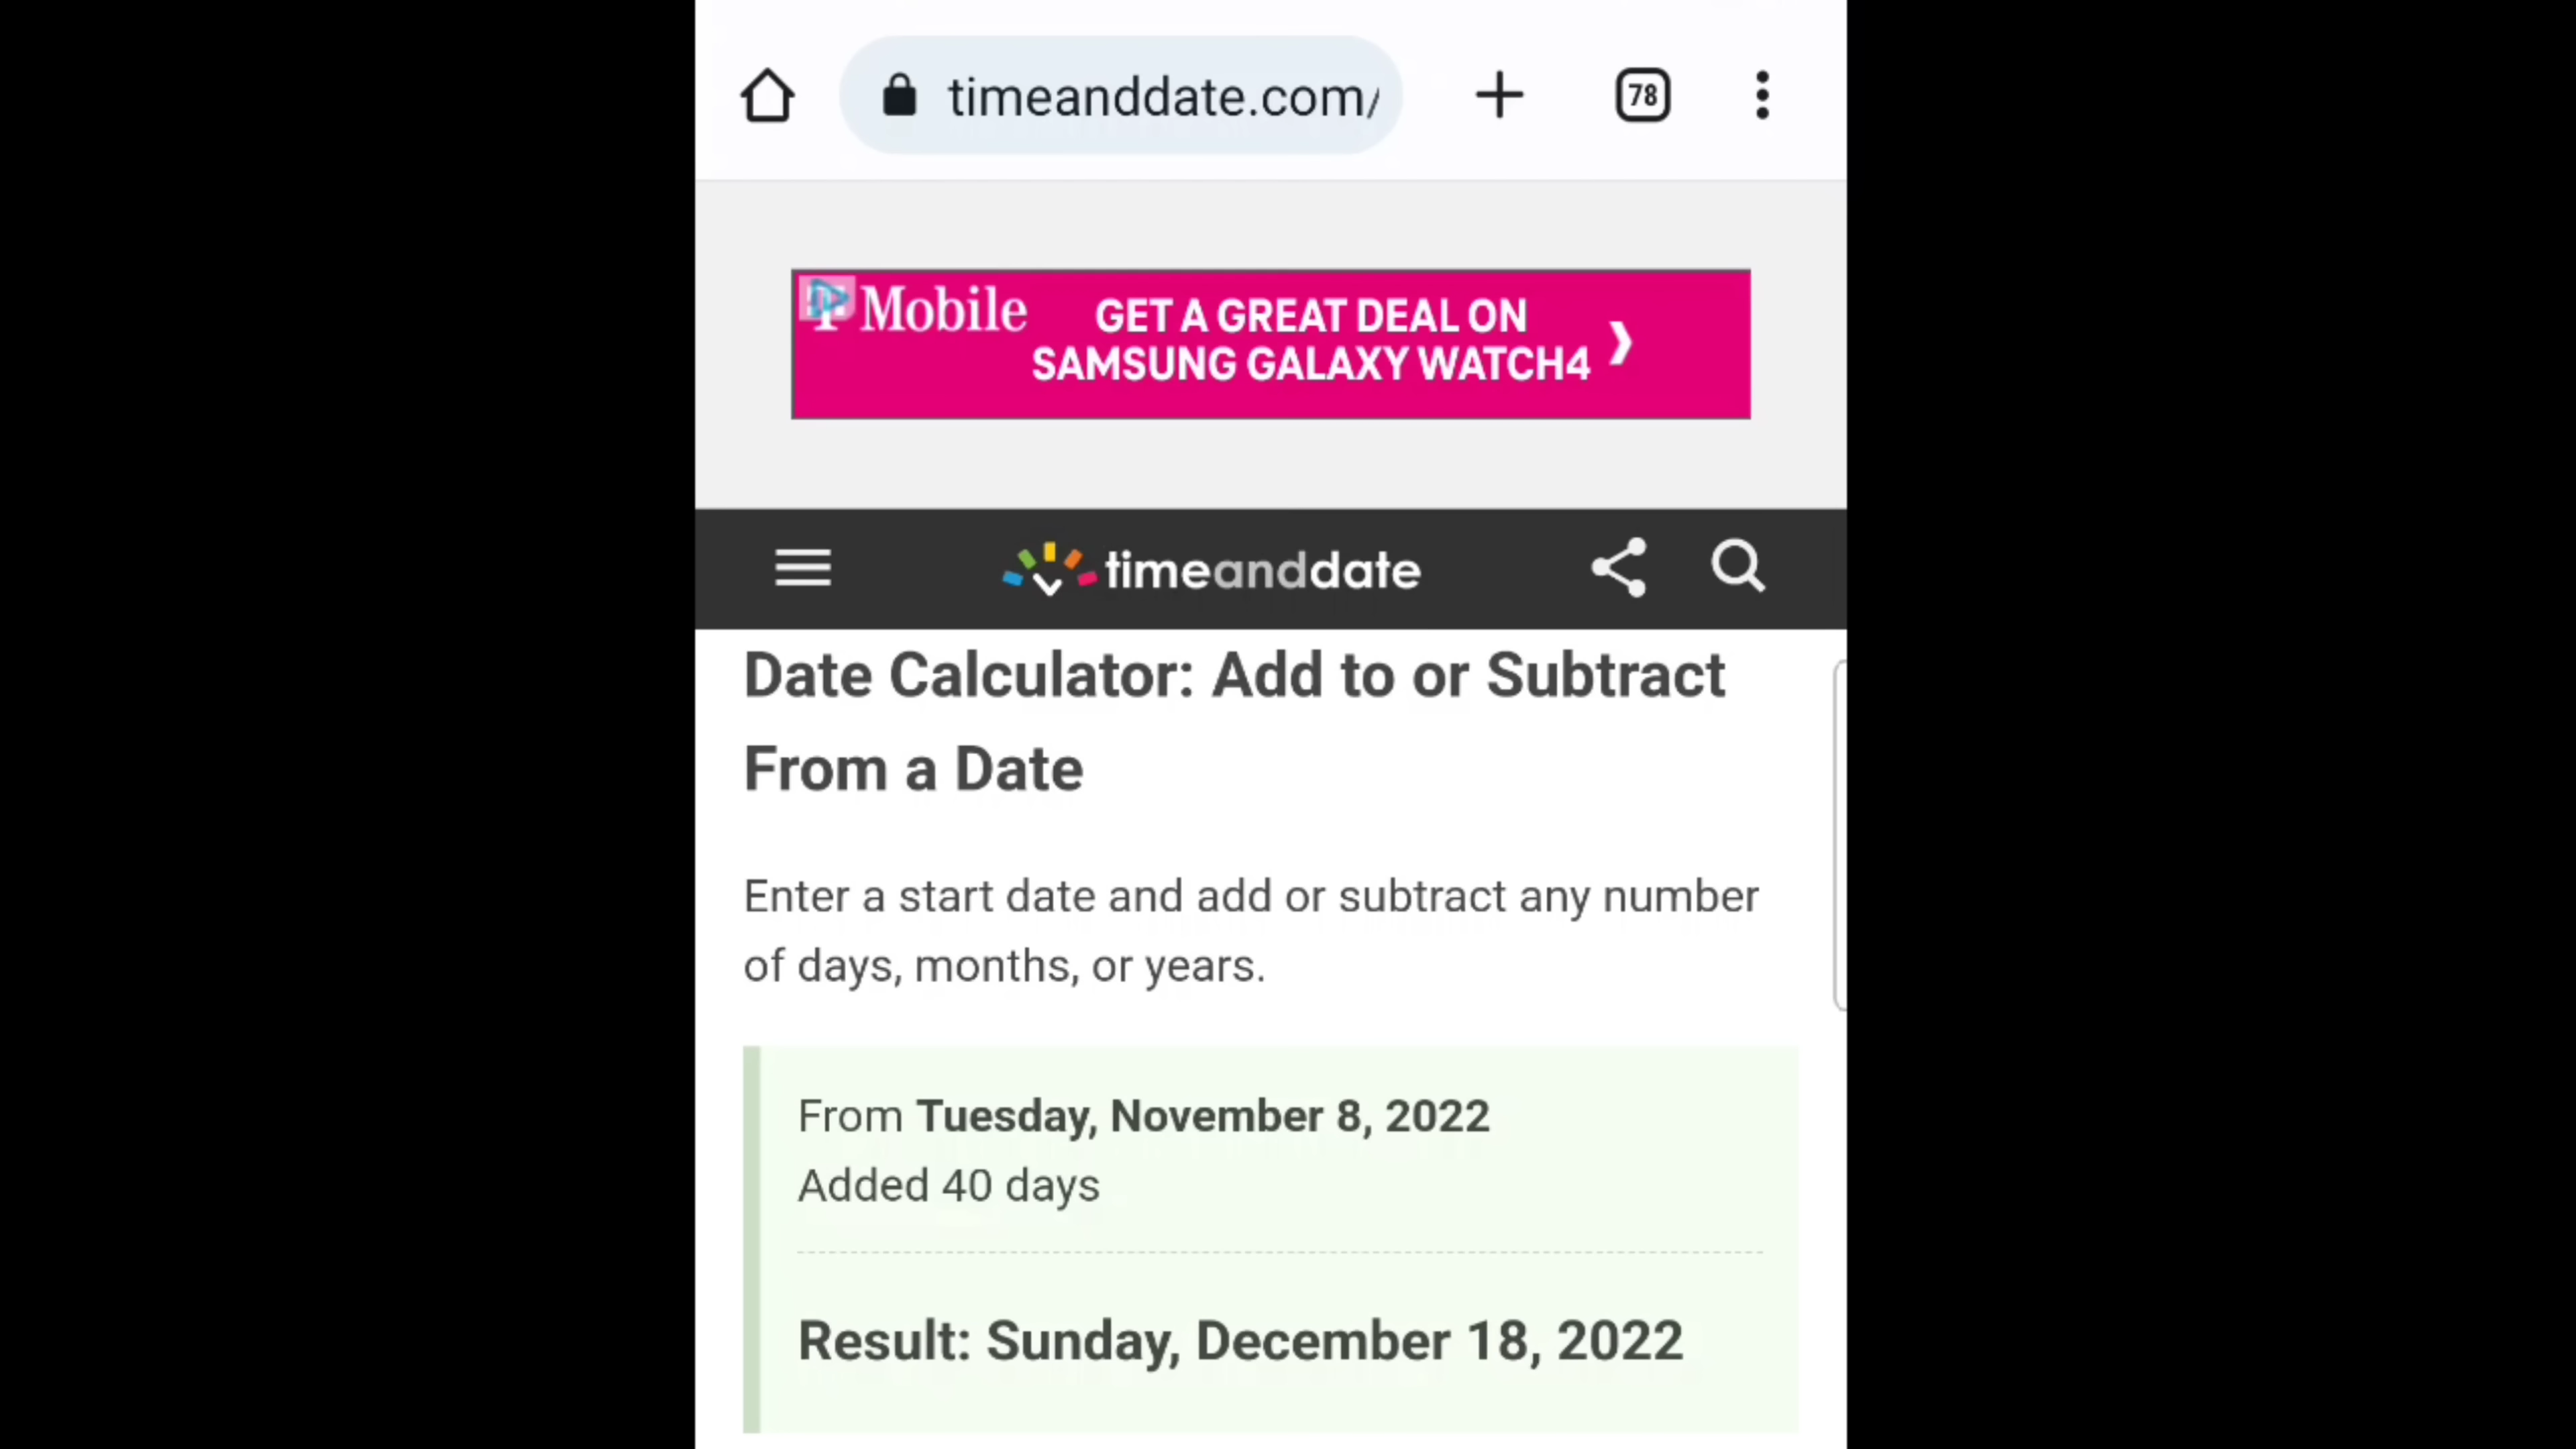 timeanddate.com/
78
T Mobile
GET A GREAT DEAL ON
SAMSUNG GALAXY WATCH4
timeanddate
Date Calculator: Add to or Subtract
From a Date
Enter a start date and add or subtract any number
of days, months, or years.
From Tuesday, November 8, 2022
Added 40 days
Result: Sunday, December 18, 2022